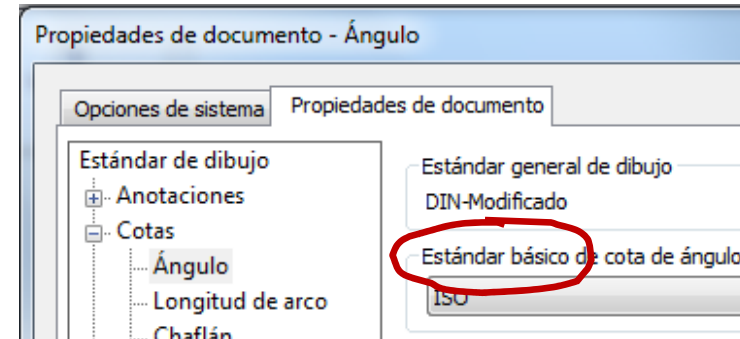 Propiedades de documento - Ángulo
Opciones de sistema
Propiedades de documento
Estándar de dibujo
Anotaciones
Cotas
Ángulo
Longitud de arco
Chaflán
Estándar general de dibujo
DIN-Modificado
Estándar básico de cota de ángulo
ISO